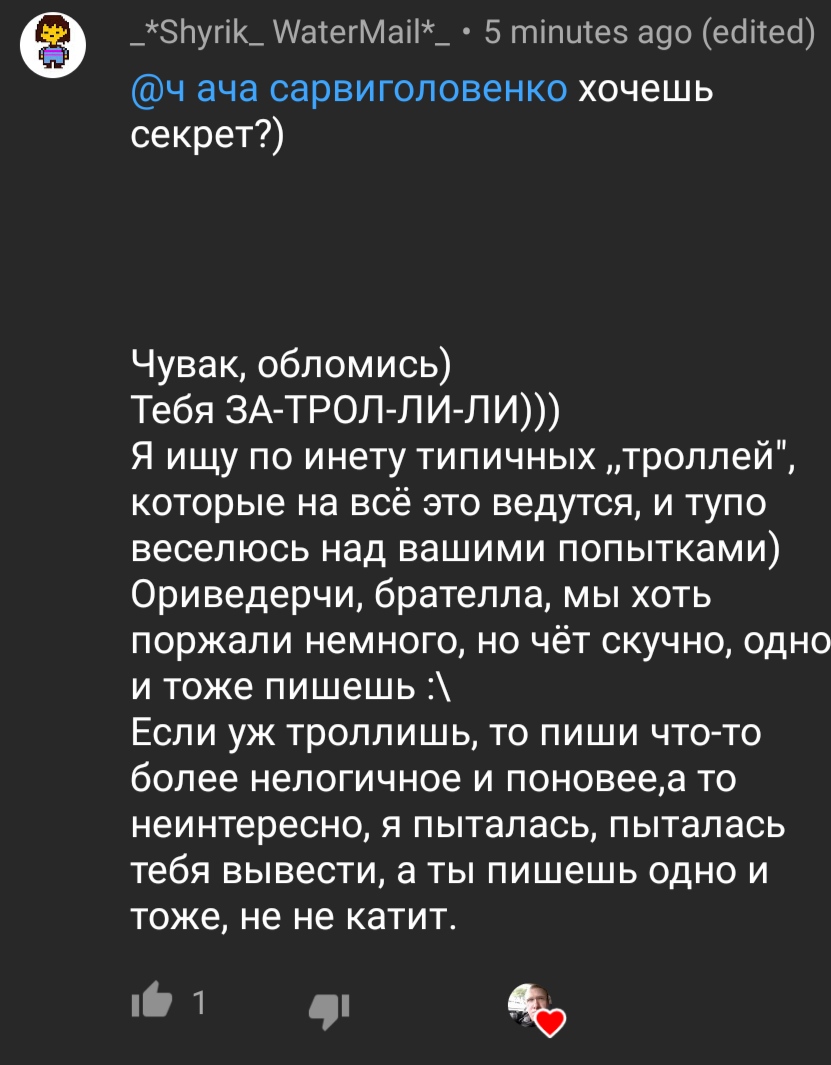 _*Shyrik_ WaterMail*_ • 5 minutes ago (edited)
@ч ача сарвиголовенко хочешь
секрет?)
Чувак, обломись)
Тебя ЗА-ТРОЛ-ЛИ-ЛИ)))
Я ищу по инету типичных ,,троллей",
которые на всё это ведутся, и тупо
веселюсь над вашими попытками)
Ориведерчи, брателла, мы хоть
поржали немного, но чёт скучно, одно
и тоже пишешь :\
Если уж троллишь, то пиши что-то
более нелогичное и поновее,а то
неинтересно, я пыталась, пыталась
тебя вывести, а ты пишешь одно и
тоже, не не катит.
1